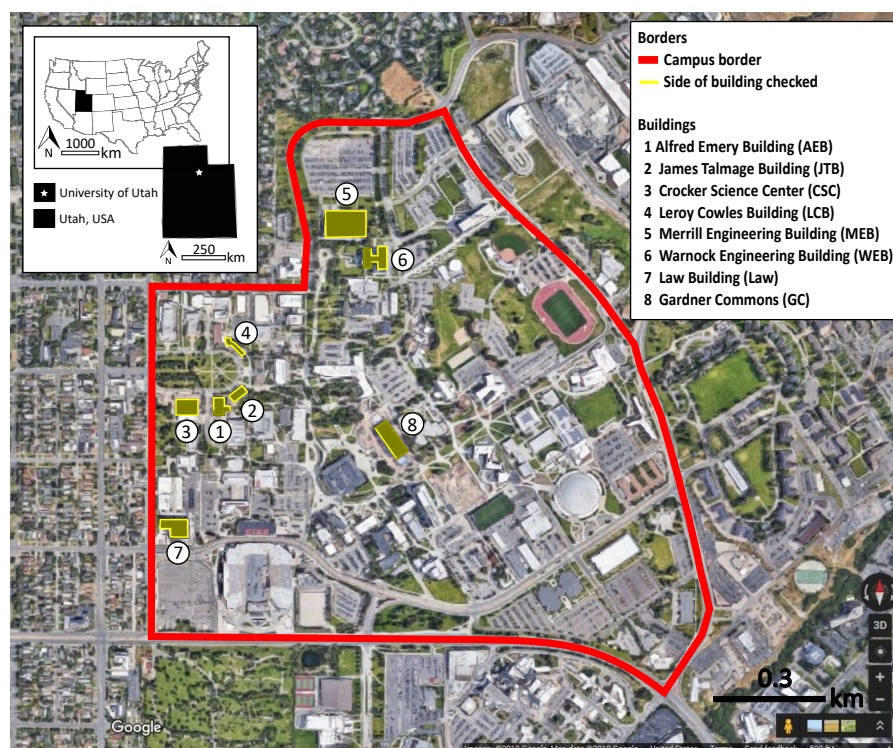 N
1000
km
University of Utah
Utah, USA
N
250
km
Borders
Campus border
Side of building checked
Buildings
1 Alfred Emery Building (AEB)
2 James Talmage Building (JTB)
3 Crocker Science Center (CSC)
4 Leroy Cowles Building (LCB)
5 Merrill Engineering Building (MEB)
6 Warnock Engineering Building (WEB)
7 Law Building (Law)
8 Gardner Commons (GC)
5
6
4
2
3
1
8
7
3D
0.3
km
Google